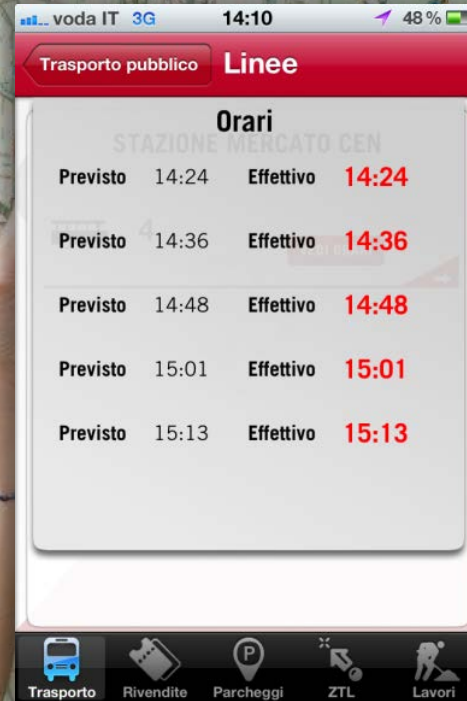 voda IT 3G 14:10 48 %
Trasporto pubblico Linee
Orari
STAZIONE MERCATO CEN
Previsto 14:24 Effettivo 14:24
4
Previsto 14:36 Effettivo 14:36
Previsto 14:48 Effettivo 14:48
Previsto 15:01 Effettivo 15:01
Previsto 15:13 Effettivo 15:13
Trasporto Rivendite Parcheggi ZTL Lavori